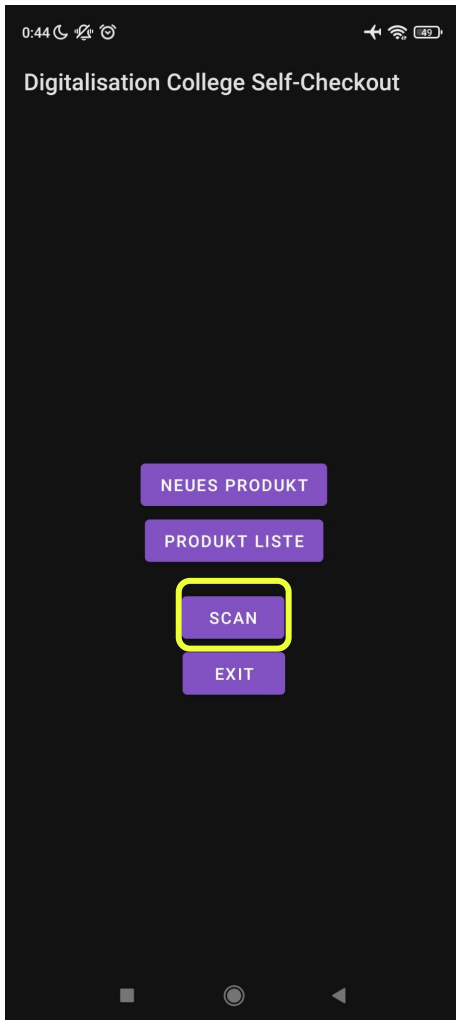 0:44
49
Digitalisation College Self-Checkout
NEUES PRODUKT
PRODUKT LISTE
SCAN
EXIT